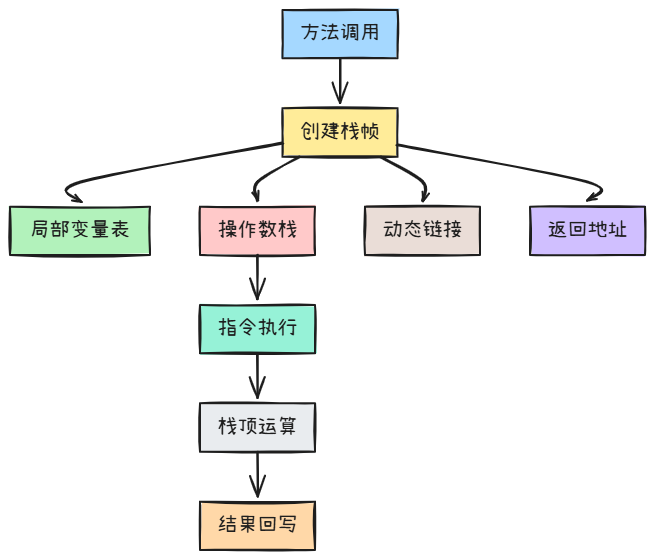 方法调用
创建栈帧
局部变量表
操作数栈
动态链接
返回地址
指令执行
栈顶运算
结果回写